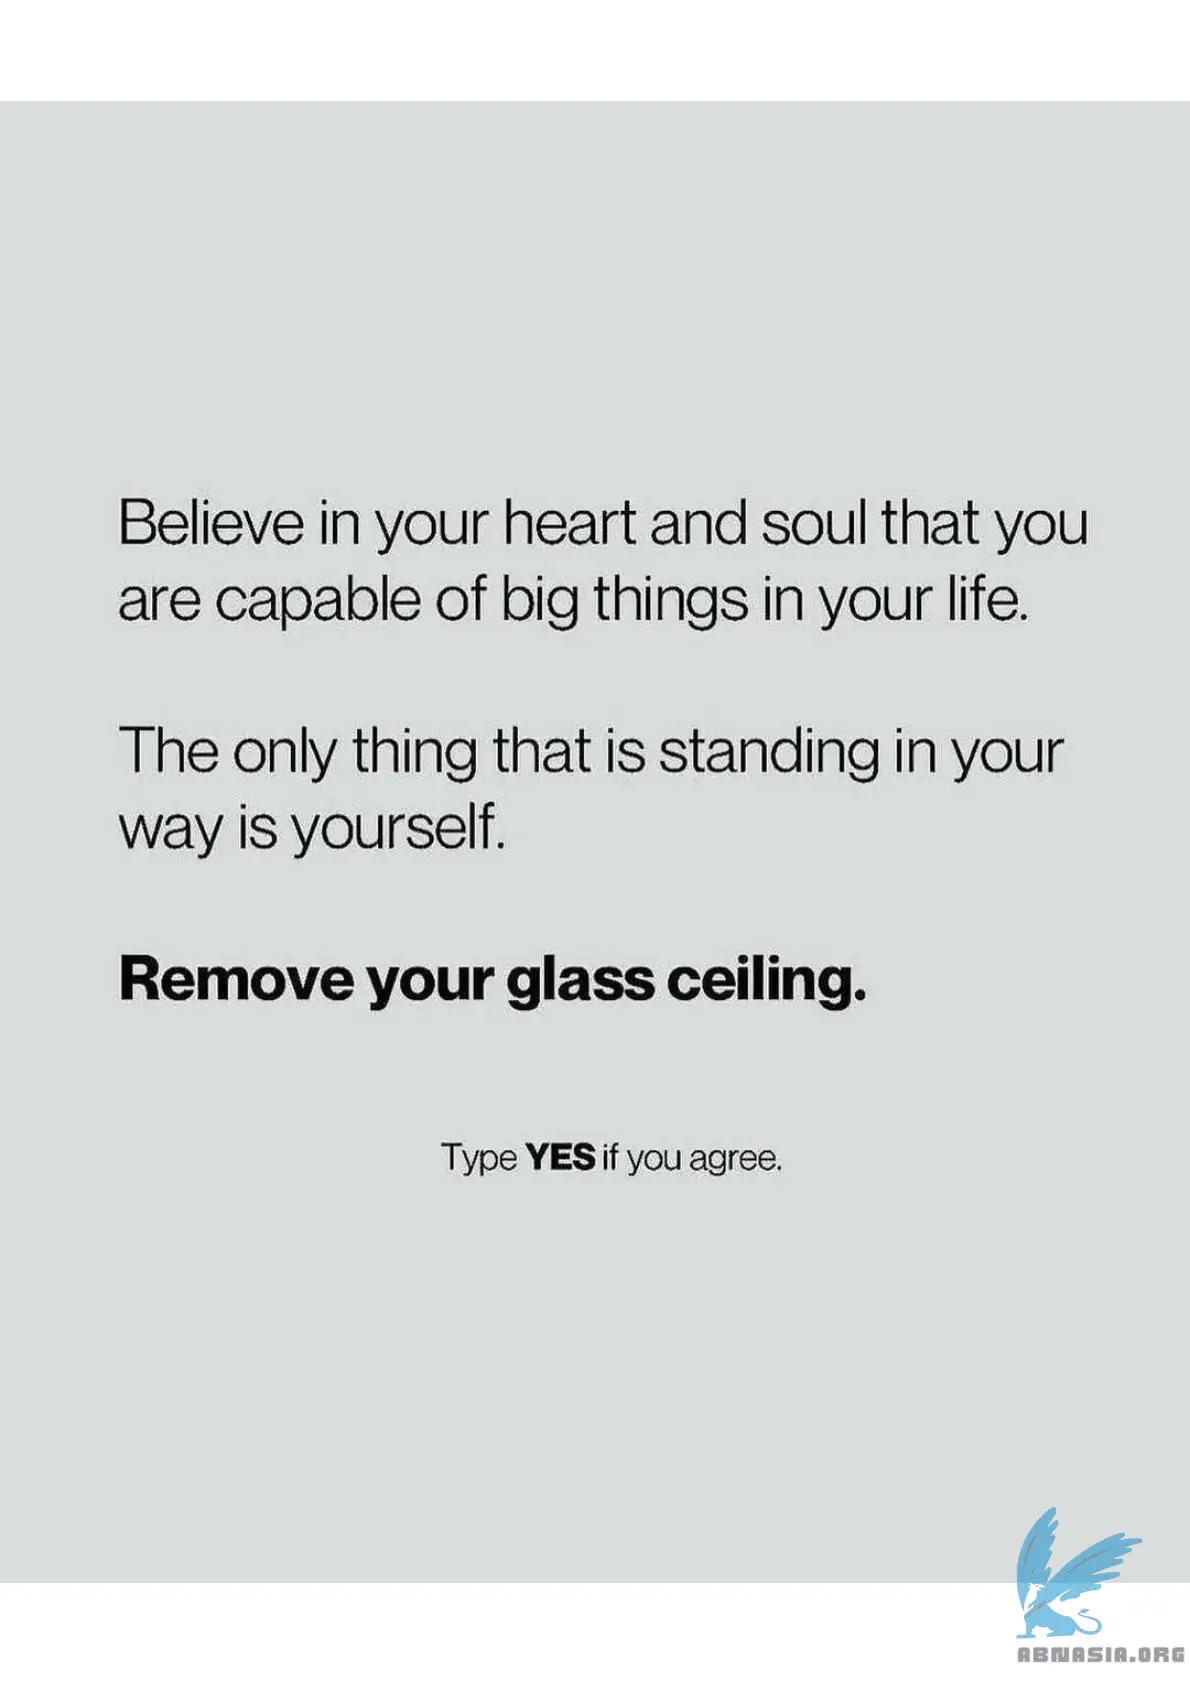 Believe in your heart and soul that you
are capable of big things in your life.
The only thing that is standing in your
way is yourself.
Remove your glass ceiling.
Type YES if you agree.
ABNASIA.ORG